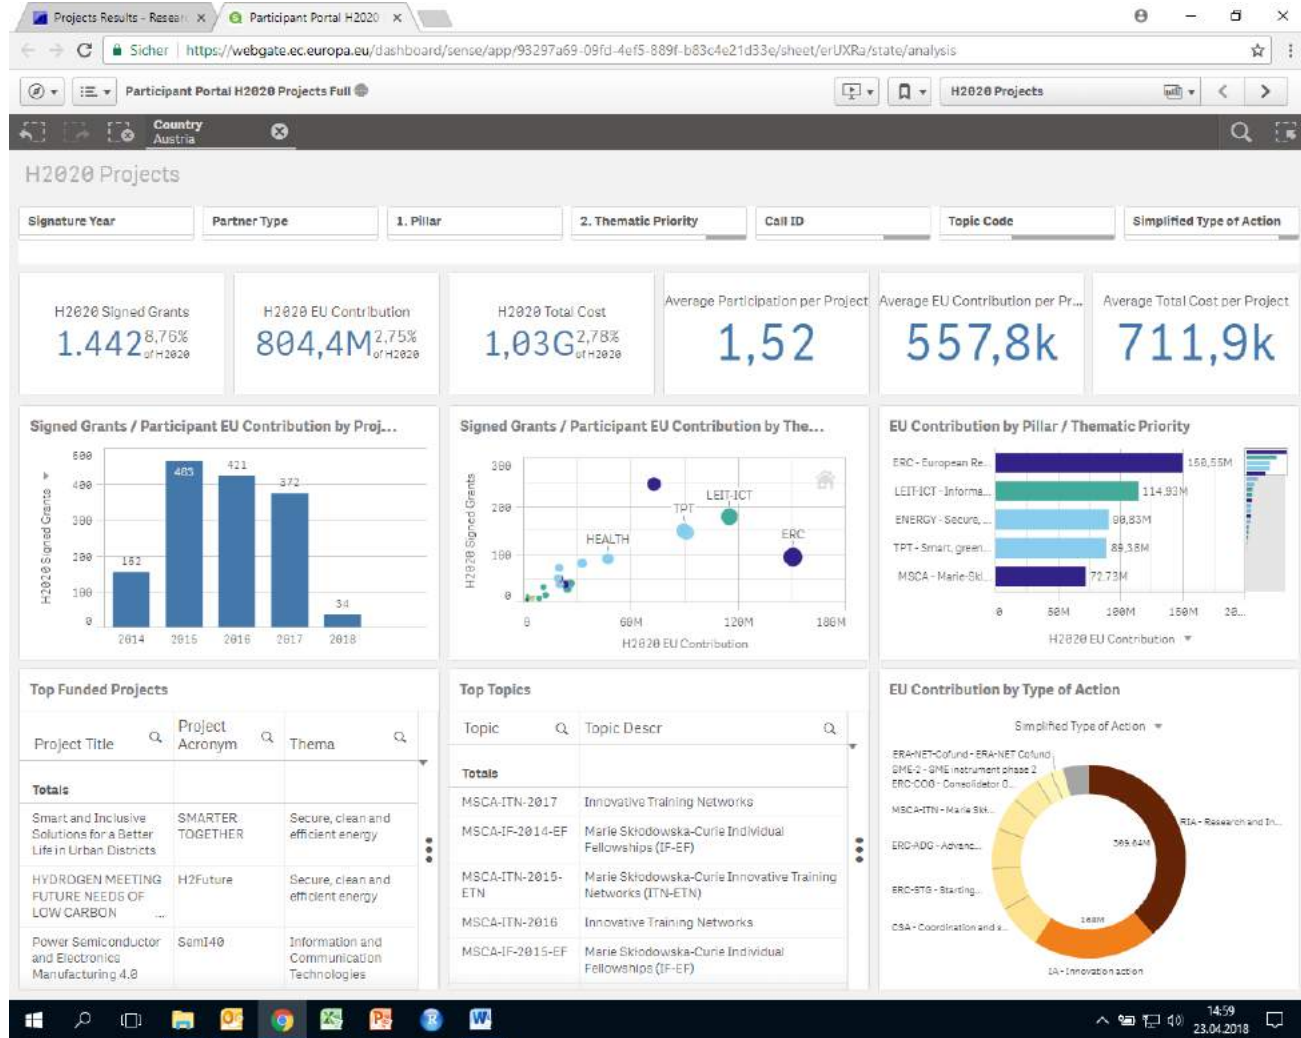 Projects Results - Resear
Participant Portal H2020
Sicher
https://webgate.ec.europa.eu/dashboard/sense/app/93297a69-09fd-4ef5-889f-b83c4e21d33e/sheet/erUXRa/state/analysis
Participant Portal H2020 Projects Full
H2020 Projects
Country
Austria
H2020 Projects
Signature Year
Partner Type
1. Pillar
2. Thematic Priority
Call ID
Topic Code
Simplified Type of Action
H2020 Signed Grants
1.442
8,76%
of H2020
H2020 EU Contribution
804,4M
2,75%
of H2020
H2020 Total Cost
1,03G
2,78%
of H2020
Average Participation per Project
1,52
Average EU Contribution per Pr...
557,8k
Average Total Cost per Project
711,9k
Signed Grants / Participant EU Contribution by Proj...
H2020 Signed Grants
600
400
300
200
100
0
162
421
372
34
2014
2015
2016
2017
2018
Signed Grants / Participant EU Contribution by The...
H2020 Signed Grants
300
200
100
0
LEIT-ICT
TPT
HEALTH
ERC
0
60M
120M
180M
H2020 EU Contribution
EU Contribution by Pillar / Thematic Priority
ERC - European Re...
LEIT-ICT - Informa...
ENERGY - Secure, ...
TPT - Smart, green...
MSCA - Marie-Skł...
150,55M
114,93M
90,83M
89,38M
72,73M
0
50M
100M
150M
20...
H2020 EU Contribution
Top Funded Projects
Project Title
Project
Acronym
Thema
Totals
Smart and Inclusive
Solutions for a Better
Life in Urban Districts
SMARTER
TOGETHER
Secure, clean and
efficient energy
HYDROGEN MEETING
FUTURE NEEDS OF
LOW CARBON ...
H2Future
Secure, clean and
efficient energy
Power Semiconductor
and Electronics
Manufacturing 4.0
SemI40
Information and
Communication
Technologies
Top Topics
Topic
Topic Descr
Totals
MSCA-ITN-2017
Innovative Training Networks
MSCA-IF-2014-EF
Marie Skłodowska-Curie Individual
Fellowships (IF-EF)
MSCA-ITN-2015-
ETN
Marie Skłodowska-Curie Innovative Training
Networks (ITN-ETN)
MSCA-ITN-2016
Innovative Training Networks
MSCA-IF-2015-EF
Marie Skłodowska-Curie Individual
Fellowships (IF-EF)
EU Contribution by Type of Action
Simplified Type of Action
ERA-NET-Cofund - ERA-NET Cofund
SME-2 - SME instrument phase 2
ERC-COG - Consolidator G...
MSCA-ITN - Marie Skł...
ERC-ADG - Advanc...
ERC-STG - Starting...
CSA - Coordination and s...
RIA - Research and In...
309,64M
168M
IA - Innovation action
14:59
23.04.2018